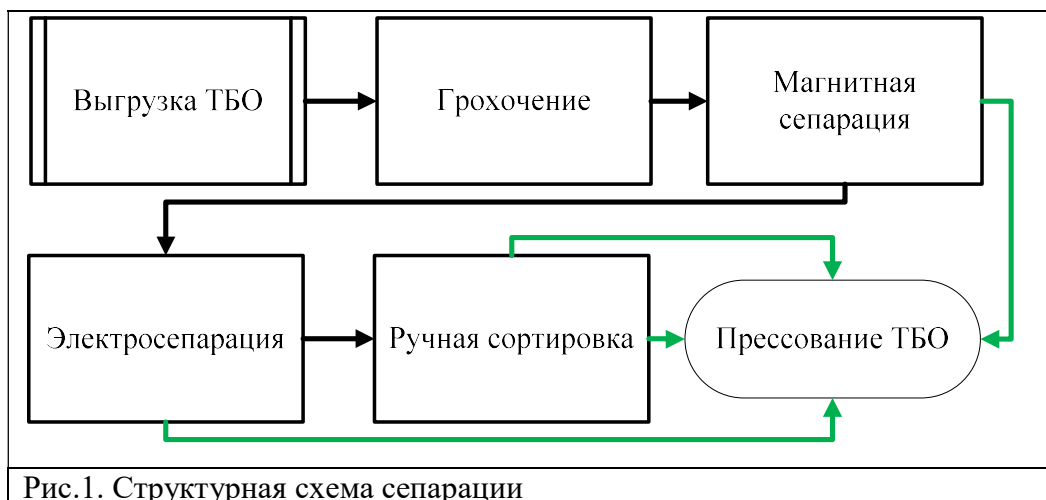 Выгрузка ТБО
Грохочение
Магнитная
сепарация
Электросепарация
Ручная сортировка
Прессование ТБО
Рис.1. Структурная схема сепарации